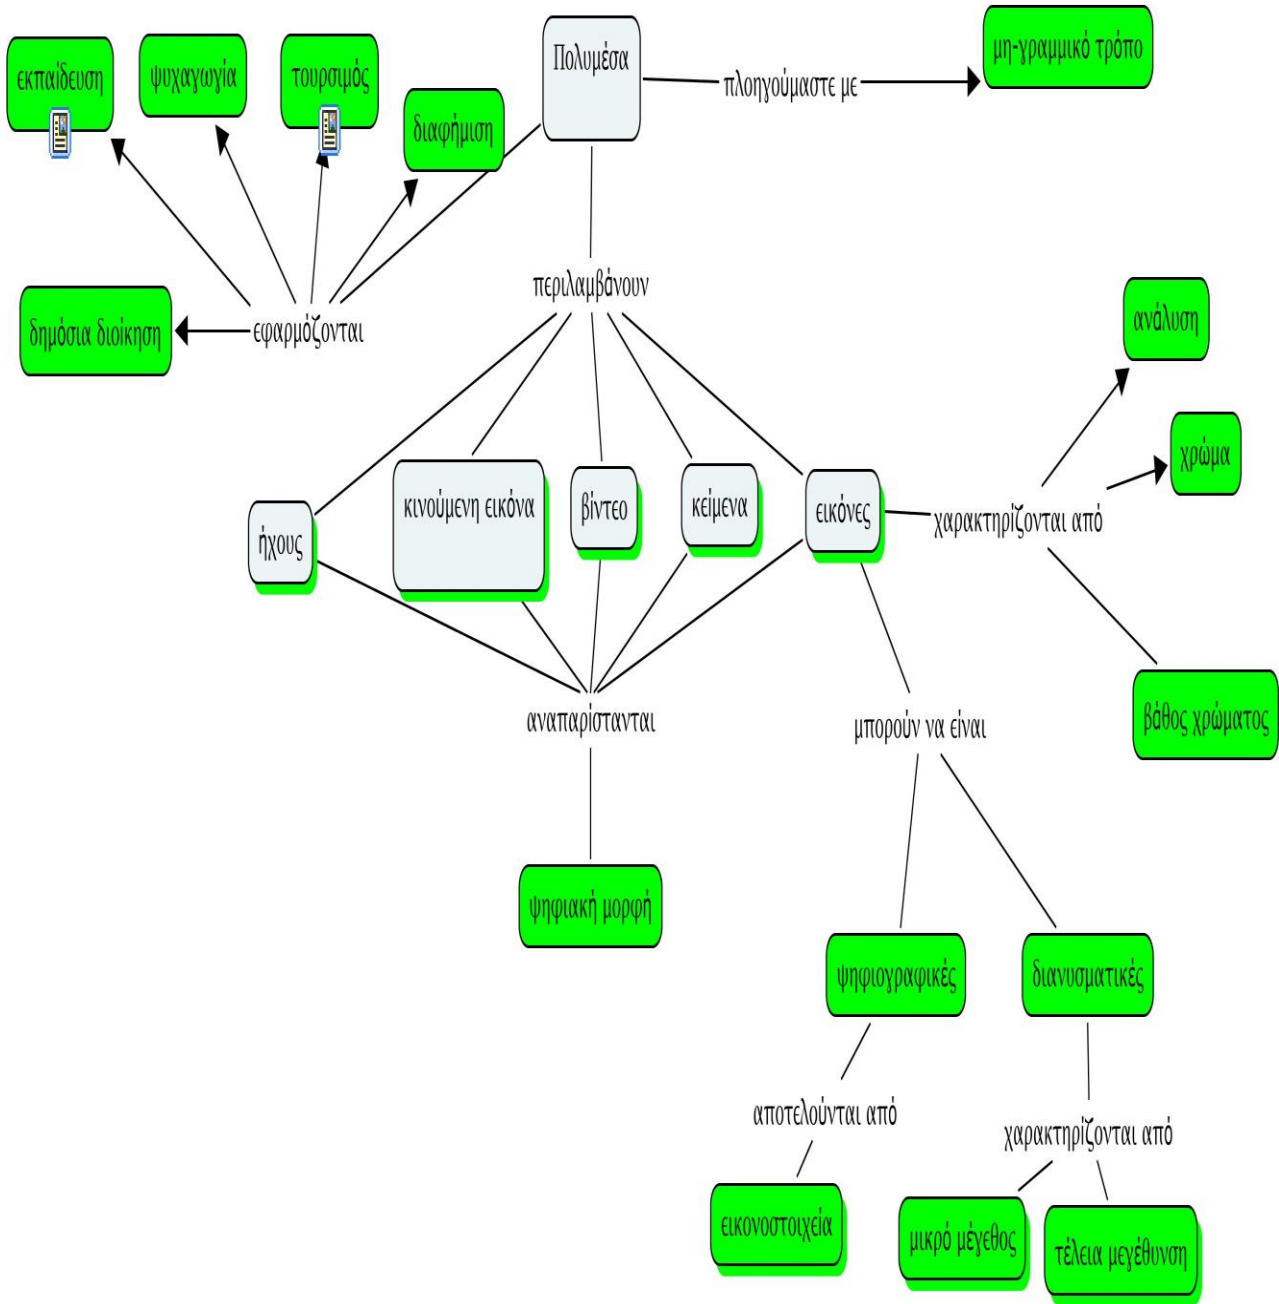 Πολυμέσα
πλοηγούμαστε με
μη-γραμμικό τρόπο
εκπαίδευση
ψυχαγωγία
τουρσιμός
διαφήμιση
δημόσια διοίκηση
εφαρμόζονται
περιλαμβάνουν
ήχους
κινούμενη εικόνα
βίντεο
κείμενα
εικόνες
χαρακτηρίζονται από
ανάλυση
χρώμα
βάθος χρώματος
αναπαρίστανται
μπορούν να είναι
ψηφιακή μορφή
ψηφιογραφικές
διανυσματικές
αποτελούνται από
χαρακτηρίζονται από
εικονοστοιχεία
μικρό μέγεθος
τέλεια μεγέθυνση